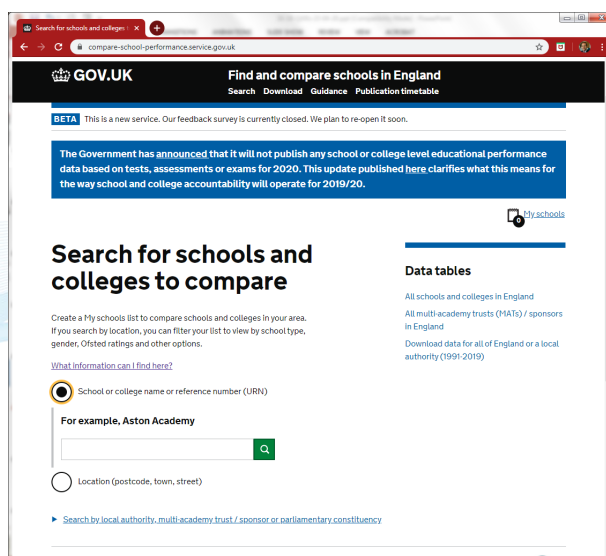 Search for schools and colleges t
compare-school-performance.service.gov.uk
GOV.UK
Find and compare schools in England
Search Download Guidance Publication timetable
BETA This is a new service. Our feedback survey is currently closed. We plan to re-open it soon.
The Government has announced that it will not publish any school or college level educational performance
data based on tests, assessments or exams for 2020. This update published here clarifies what this means for
the way school and college accountability will operate for 2019/20.
0
My schools
Search for schools and
colleges to compare
Create a My schools list to compare schools and colleges in your area.
If you search by location, you can filter your list to view by school type,
gender, Ofsted ratings and other options.
What information can I find here?
School or college name or reference number (URN)
For example, Aston Academy
Location (postcode, town, street)
Search by local authority, multi-academy trust / sponsor or parliamentary constituency
Data tables
All schools and colleges in England
All multi-academy trusts (MATs) / sponsors
in England
Download data for all of England or a local
authority (1991-2019)